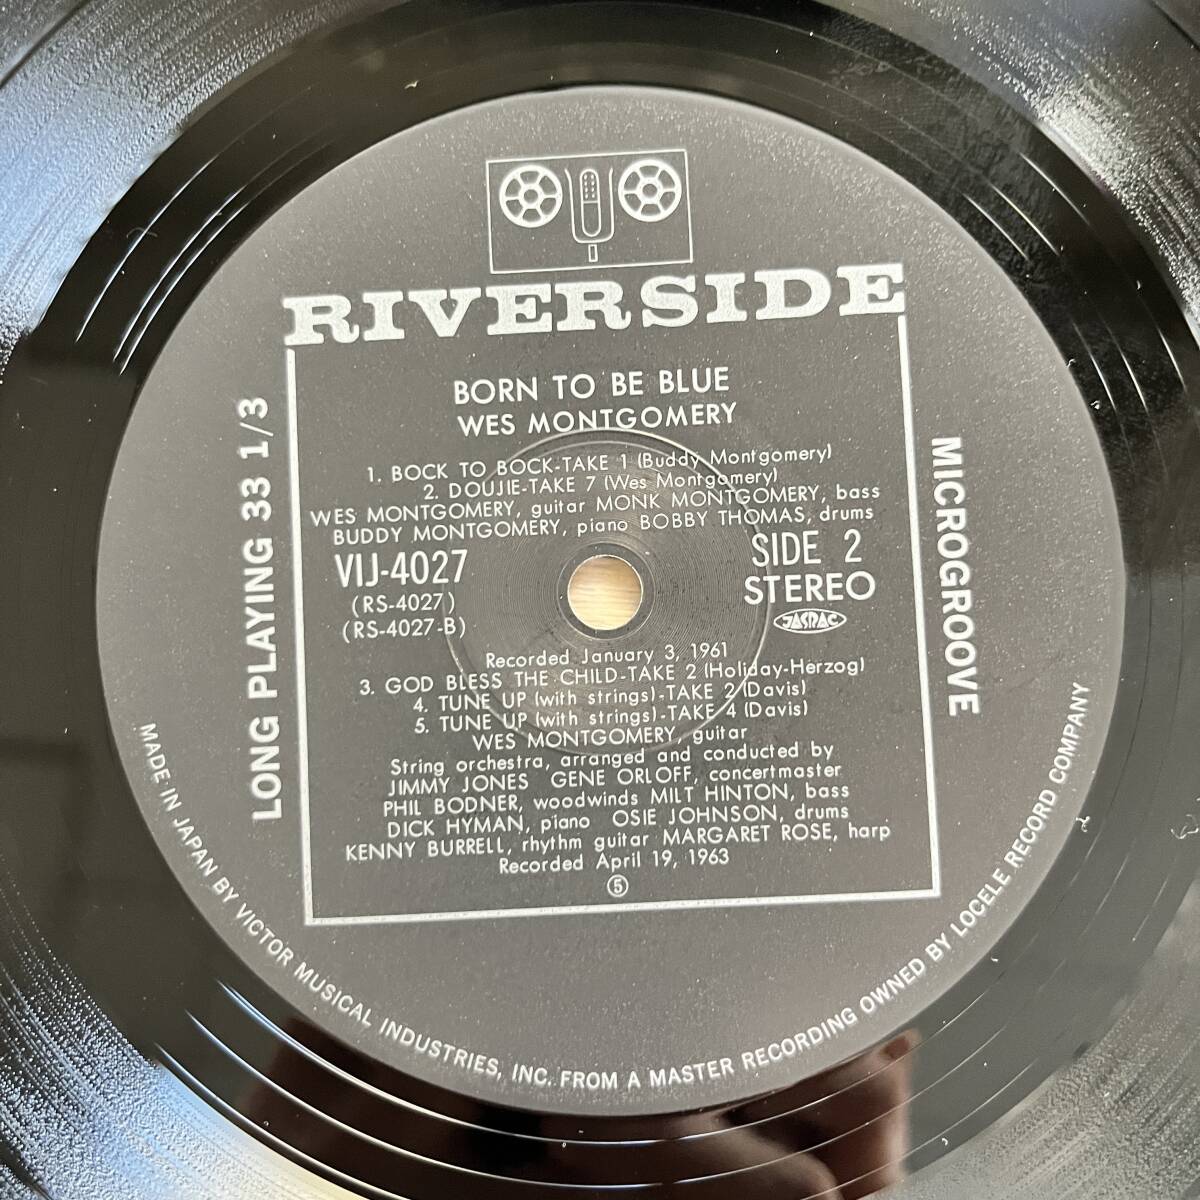 RIVERSIDE
BORN TO BE BLUE
WES MONTGOMERY
1. BOCK TO BOCK-TAKE 1 (Buddy Montgomery)
2. DOUJIE-TAKE 7 (Wes Montgomery)
WES MONTGOMERY, guitar MONK MONTGOMERY, bass
BUDDY MONTGOMERY, piano BOBBY THOMAS, drums
VIJ-4027
(RS-4027)
(RS-4027-B)
SIDE 2
STEREO
JASRAC
Recorded January 3, 1961
3. GOD BLESS THE CHILD-TAKE 2 (Holiday-Herzog)
4. TUNE UP (with strings)-TAKE 2 (Davis)
5. TUNE UP (with strings)-TAKE 4 (Davis)
WES MONTGOMERY, guitar
String orchestra, arranged and conducted by
JIMMY JONES GENE ORLOFF, concertmaster
PHIL BODNER, woodwinds MILT HINTON, bass
DICK HYMAN, piano OSIE JOHNSON, drums
KENNY BURRELL, rhythm guitar MARGARET ROSE, harp
Recorded April 19, 1963
⑤
LONG PLAYING 33 1/3
MICROGROOVE
MADE IN JAPAN BY VICTOR MUSICAL INDUSTRIES, INC. FROM A MASTER RECORDING OWNED BY LOCELE RECORD COMPANY